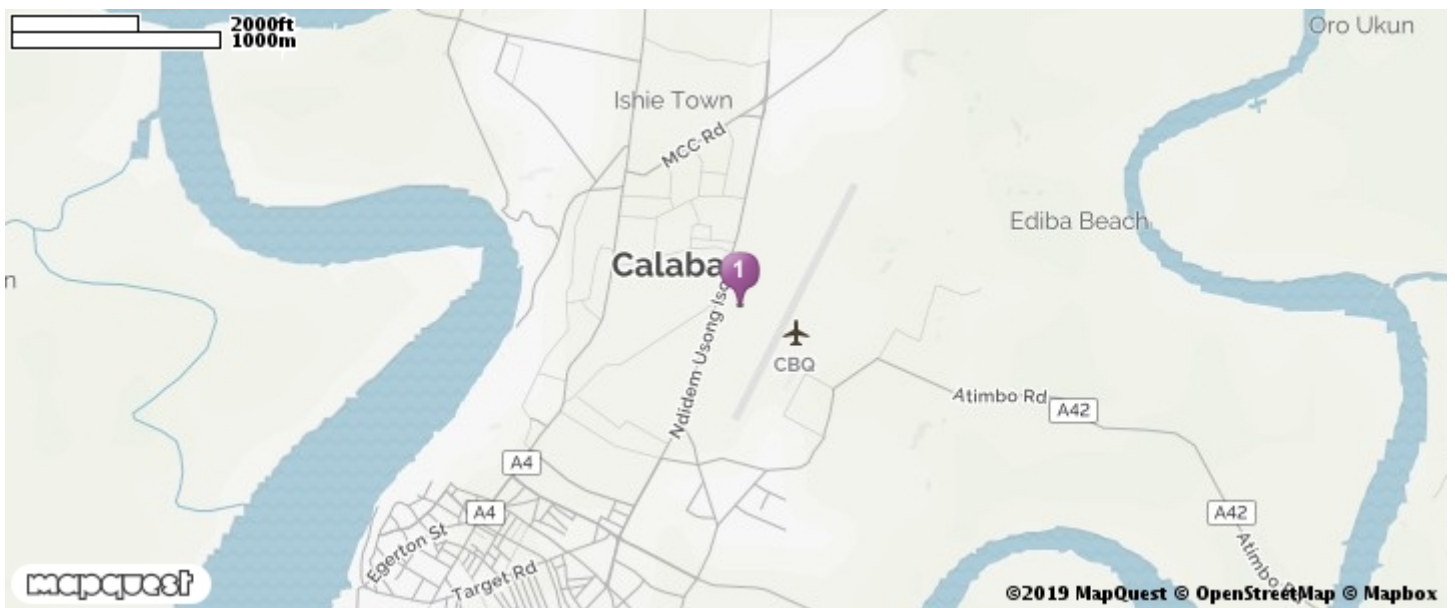 2000ft
1000m
Oro Ukun
Ishie Town
MCC Rd
Ediba Beach
Calaba
1
Ndidem Usong Iso
CBQ
Atimbo Rd
A42
A4
A4
A42
Egerton St
Target Rd
Atimbo
mapquest
©2019 MapQuest © OpenStreetMap © Mapbox